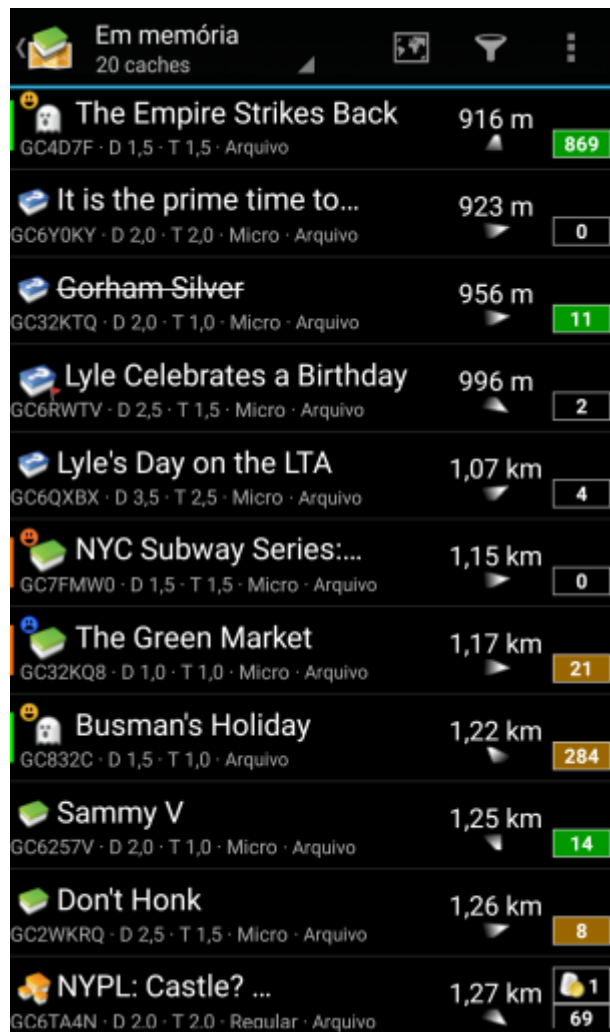 Em memória
20 caches
The Empire Strikes Back 916 m
GC4D7F · D 1,5 · T 1,5 · Arquivo 869
It is the prime time to... 923 m
GC6Y0KY · D 2,0 · T 2,0 · Micro · Arquivo 0
Gorham Silver 956 m
GC32KTQ · D 2,0 · T 1,0 · Micro · Arquivo 11
Lyle Celebrates a Birthday 996 m
GC6RWTV · D 2,5 · T 1,5 · Micro · Arquivo 2
Lyle's Day on the LTA 1,07 km
GC6QXBX · D 3,5 · T 2,5 · Micro · Arquivo 4
NYC Subway Series:... 1,15 km
GC7FMW0 · D 1,5 · T 1,5 · Micro · Arquivo 0
The Green Market 1,17 km
GC32KQ8 · D 1,0 · T 1,0 · Micro · Arquivo 21
Busman's Holiday 1,22 km
GC832C · D 1,5 · T 1,0 · Arquivo 284
Sammy V 1,25 km
GC6257V · D 2,0 · T 1,0 · Micro · Arquivo 14
Don't Honk 1,26 km
GC2WKRQ · D 2,5 · T 1,5 · Micro · Arquivo 8
NYPL: Castle? ... 1,27 km 1
GC6TA4N · D 2,0 · T 2,0 · Regular · Arquivo 69